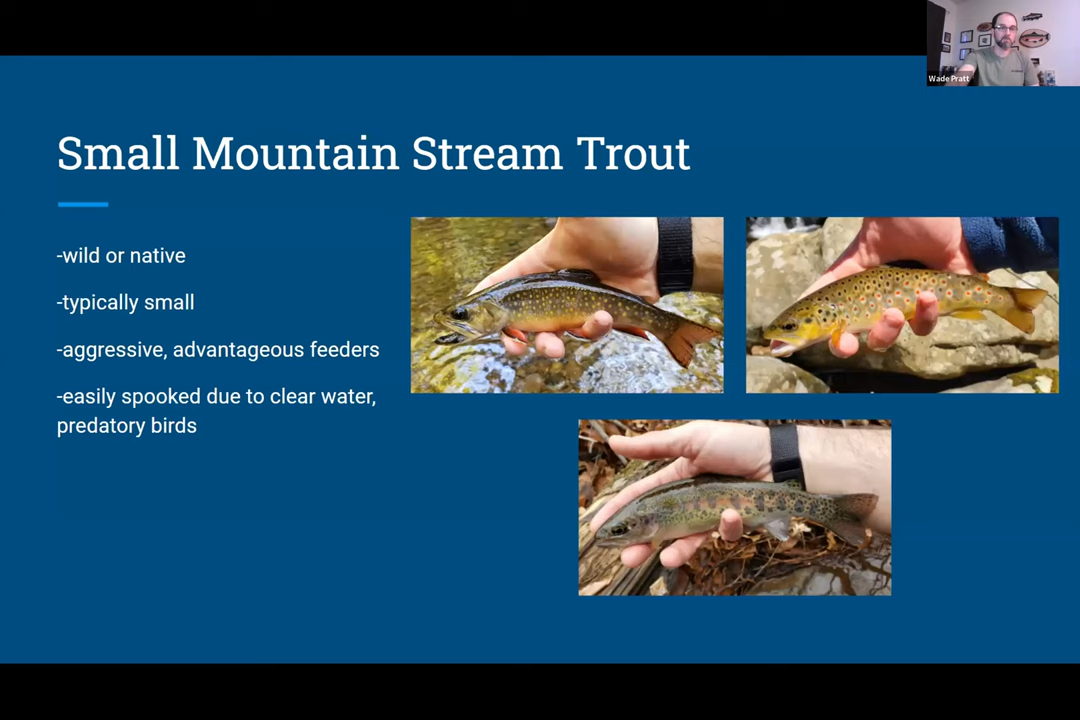 Wade Pratt
Small Mountain Stream Trout
-wild or native
-typically small
-aggressive, advantageous feeders
-easily spooked due to clear water,
predatory birds